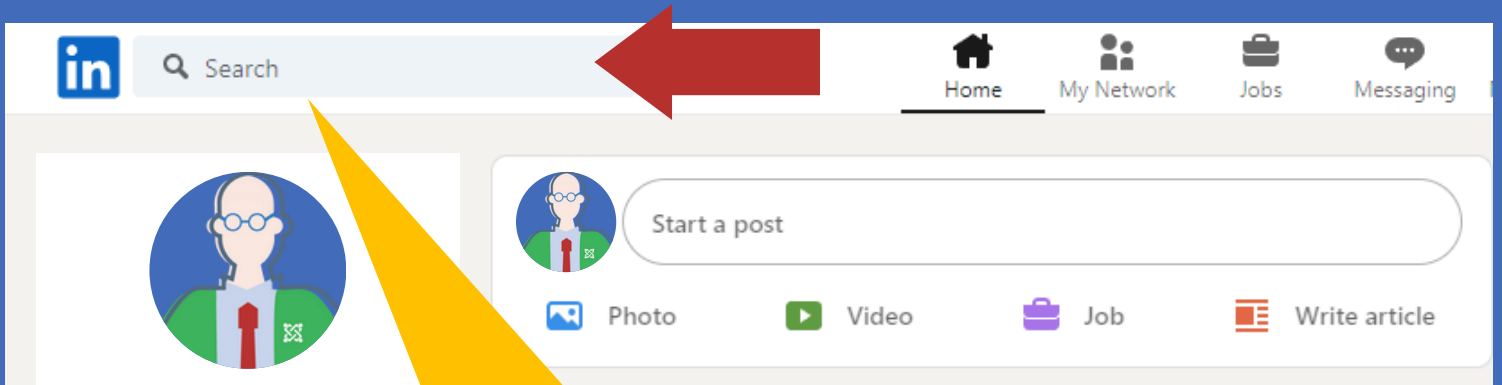 in
Search
Home
My Network
Jobs
Messaging
Start a post
Photo
Video
Job
Write article